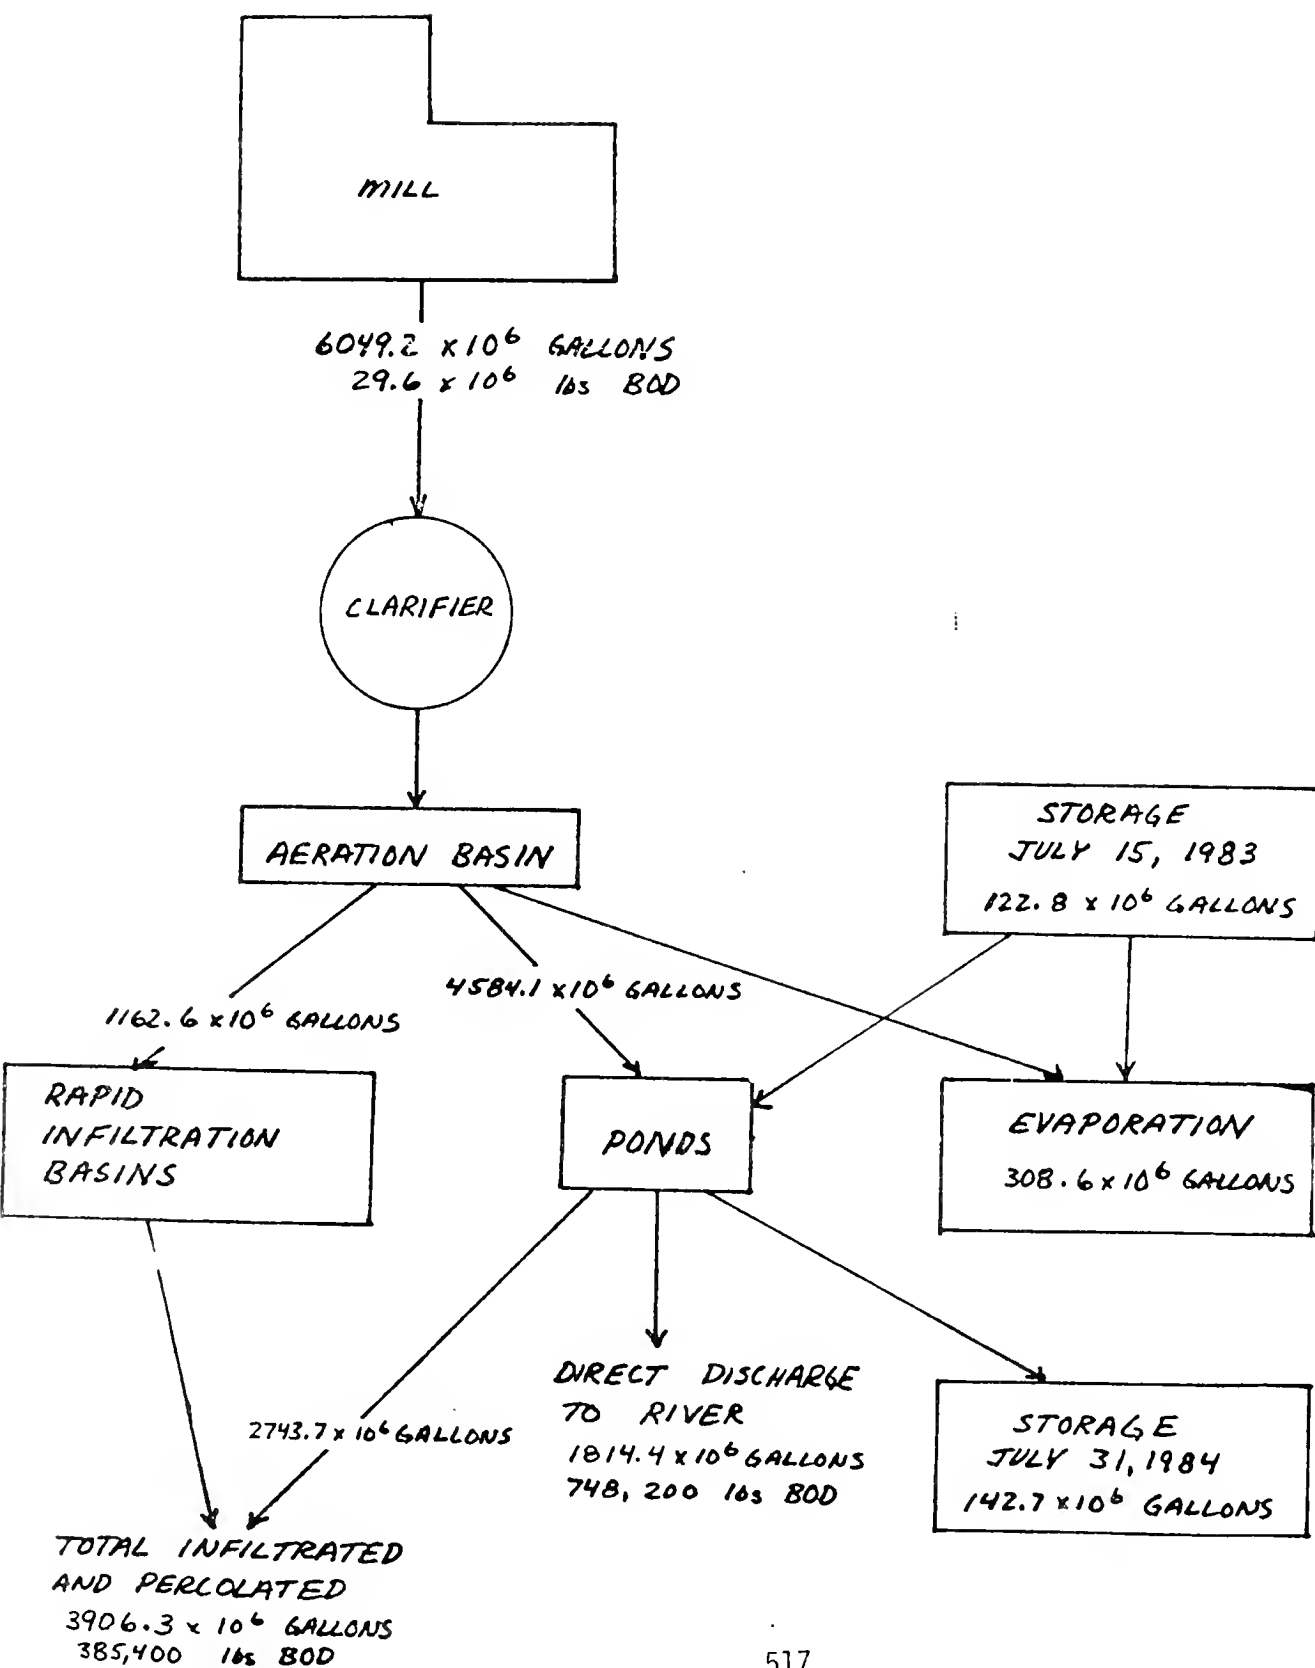 MILL
6049.2 x 10⁶ GALLONS
29.6 x 10⁶ lbs BOD
CLARIFIER
AERATION BASIN
STORAGE
JULY 15, 1983
122.8 x 10⁶ GALLONS
1162.6 x 10⁶ GALLONS
4584.1 x 10⁶ GALLONS
RAPID
INFILTRATION
BASINS
PONDS
EVAPORATION
308.6 x 10⁶ GALLONS
2743.7 x 10⁶ GALLONS
DIRECT DISCHARGE
TO RIVER
1814.4 x 10⁶ GALLONS
748,200 lbs BOD
STORAGE
JULY 31, 1984
142.7 x 10⁶ GALLONS
TOTAL INFILTRATED
AND PERCOLATED
3906.3 x 10⁶ GALLONS
385,400 lbs BOD
517